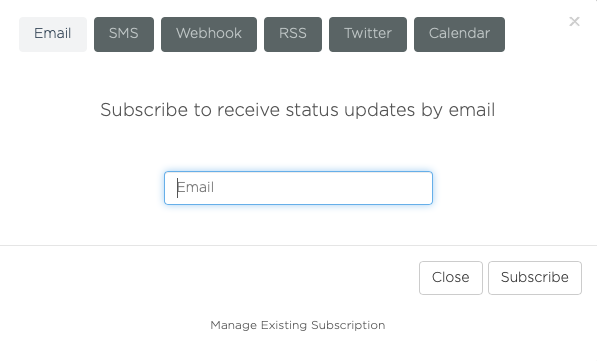 Email SMS Webhook RSS Twitter Calendar ×
Subscribe to receive status updates by email
Email
Close Subscribe
Manage Existing Subscription